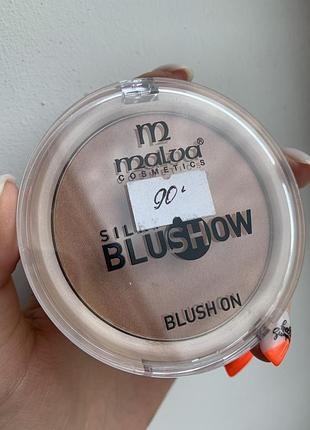 m
malva®
COSMETICS
90
SIL
BLUSHOW
BLUSH ON